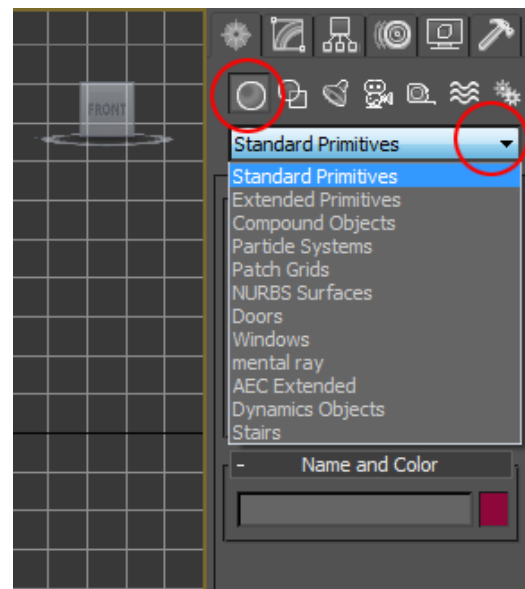 FRONT
Standard Primitives
Standard Primitives
Extended Primitives
Compound Objects
Particle Systems
Patch Grids
NURBS Surfaces
Doors
Windows
mental ray
AEC Extended
Dynamics Objects
Stairs
- Name and Color